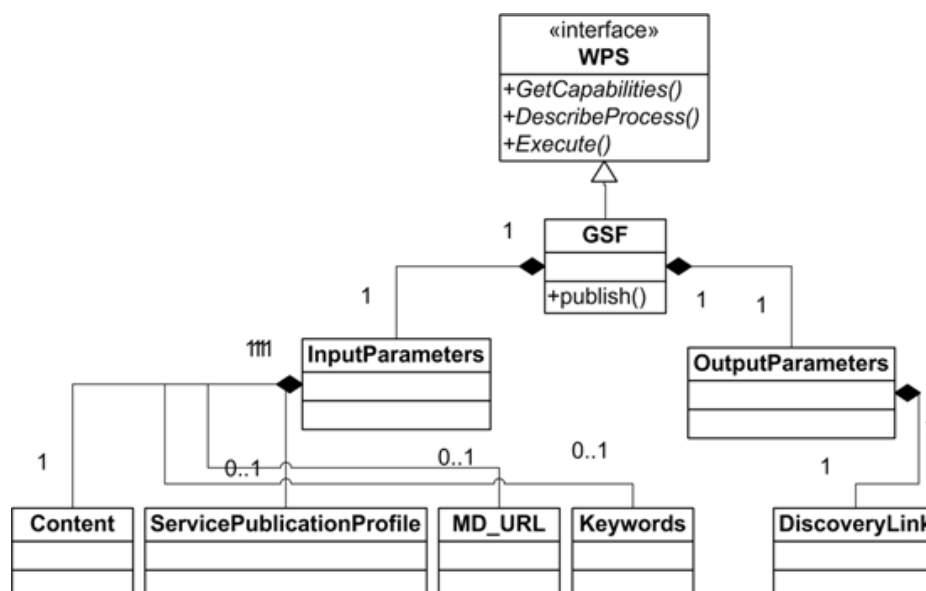 «interface»
WPS
+GetCapabilities()
+DescribeProcess()
+Execute()
1
GSF
+publish()
1
1
1
1111
InputParameters
OutputParameters
1
0..1
0..1
0..1
1
Content
ServicePublicationProfile
MD_URL
Keywords
DiscoveryLink